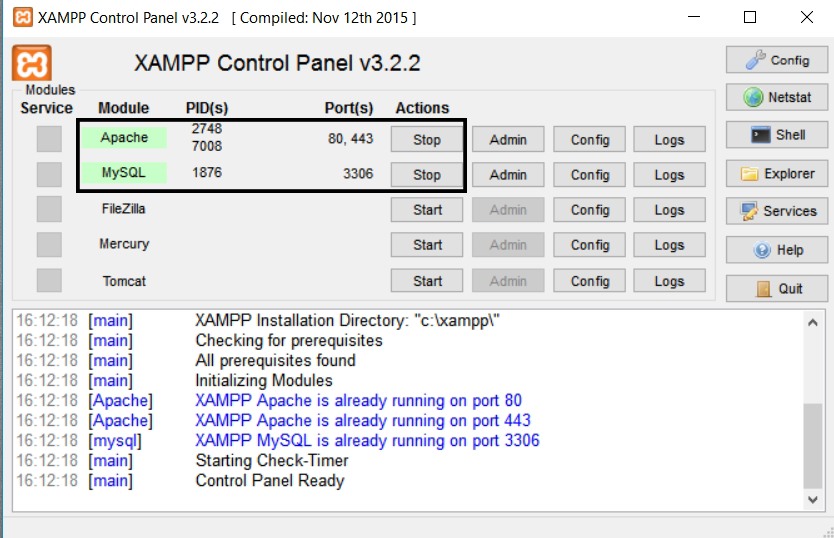 XAMPP Control Panel v3.2.2 [ Compiled: Nov 12th 2015 ]
XAMPP Control Panel v3.2.2
Config
Modules
Service Module PID(s) Port(s) Actions
Netstat
Apache 2748 7008 80, 443 Stop Admin Config Logs
Shell
MySQL 1876 3306 Stop Admin Config Logs
Explorer
FileZilla Start Admin Config Logs
Services
Mercury Start Admin Config Logs
Help
Tomcat Start Admin Config Logs
Quit
16:12:18 [main] XAMPP Installation Directory: "c:\xampp\"
16:12:18 [main] Checking for prerequisites
16:12:18 [main] All prerequisites found
16:12:18 [main] Initializing Modules
16:12:18 [Apache] XAMPP Apache is already running on port 80
16:12:18 [Apache] XAMPP Apache is already running on port 443
16:12:18 [mysql] XAMPP MySQL is already running on port 3306
16:12:18 [main] Starting Check-Timer
16:12:18 [main] Control Panel Ready